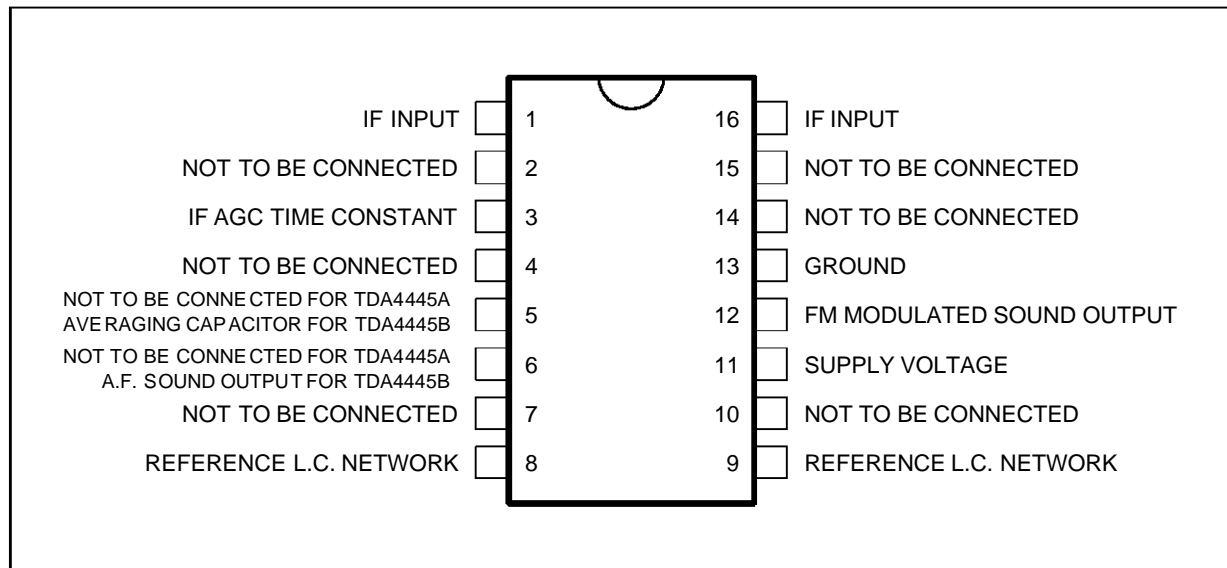 IF INPUT 1 16 IF INPUT
NOT TO BE CONNECTED 2 15 NOT TO BE CONNECTED
IF AGC TIME CONSTANT 3 14 NOT TO BE CONNECTED
NOT TO BE CONNECTED 4 13 GROUND
NOT TO BE CONNECTED FOR TDA4445A
AVERAGING CAPACITOR FOR TDA4445B 5 12 FM MODULATED SOUND OUTPUT
NOT TO BE CONNECTED FOR TDA4445A
A.F. SOUND OUTPUT FOR TDA4445B 6 11 SUPPLY VOLTAGE
NOT TO BE CONNECTED 7 10 NOT TO BE CONNECTED
REFERENCE L.C. NETWORK 8 9 REFERENCE L.C. NETWORK